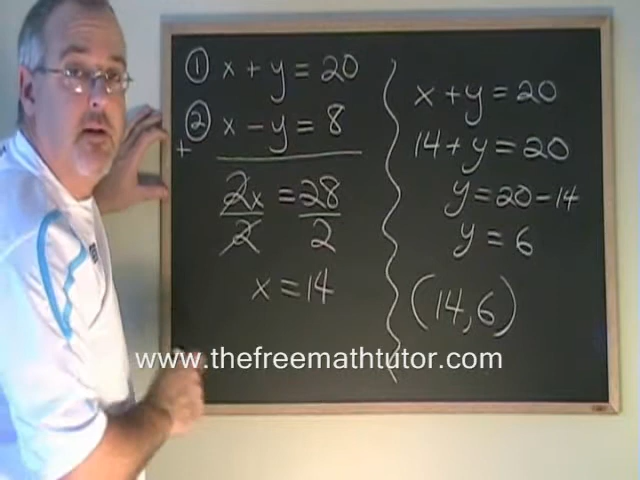 ① x + y = 20
② x - y = 8
+
2x = 28
2 2
x = 14
x + y = 20
14 + y = 20
y = 20 - 14
y = 6
(14, 6)
www.thefreemathtutor.com